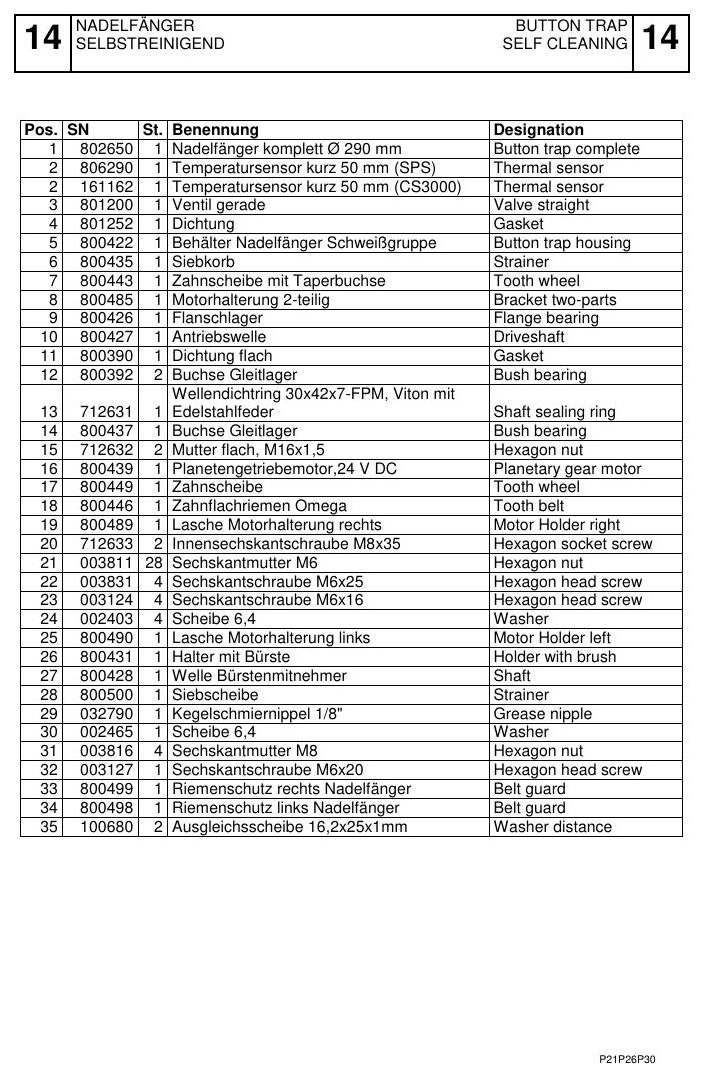 14 NADELFÄNGER BUTTON TRAP 14
SELBSTREINIGEND SELF CLEANING
Pos. SN St. Benennung Designation
1 802650 1 Nadelfänger komplett Ø 290 mm Button trap complete
2 806290 1 Temperatursensor kurz 50 mm (SPS) Thermal sensor
2 161162 1 Temperatursensor kurz 50 mm (CS3000) Thermal sensor
3 801200 1 Ventil gerade Valve straight
4 801252 1 Dichtung Gasket
5 800422 1 Behälter Nadelfänger Schweißgruppe Button trap housing
6 800435 1 Siebkorb Strainer
7 800443 1 Zahnscheibe mit Taperbuchse Tooth wheel
8 800485 1 Motorhalterung 2-teilig Bracket two-parts
9 800426 1 Flanschlager Flange bearing
10 800427 1 Antriebswelle Driveshaft
11 800390 1 Dichtung flach Gasket
12 800392 2 Buchse Gleitlager Bush bearing
Wellendichtring 30x42x7-FPM, Viton mit
13 712631 1 Edelstahlfeder Shaft sealing ring
14 800437 1 Buchse Gleitlager Bush bearing
15 712632 2 Mutter flach, M16x1,5 Hexagon nut
16 800439 1 Planetengetriebemotor,24 V DC Planetary gear motor
17 800449 1 Zahnscheibe Tooth wheel
18 800446 1 Zahnflachriemen Omega Tooth belt
19 800489 1 Lasche Motorhalterung rechts Motor Holder right
20 712633 2 Innensechskantschraube M8x35 Hexagon socket screw
21 003811 28 Sechskantmutter M6 Hexagon nut
22 003831 4 Sechskantschraube M6x25 Hexagon head screw
23 003124 4 Sechskantschraube M6x16 Hexagon head screw
24 002403 4 Scheibe 6,4 Washer
25 800490 1 Lasche Motorhalterung links Motor Holder left
26 800431 1 Halter mit Bürste Holder with brush
27 800428 1 Welle Bürstenmitnehmer Shaft
28 800500 1 Siebscheibe Strainer
29 032790 1 Kegelschmiernippel 1/8" Grease nipple
30 002465 1 Scheibe 6,4 Washer
31 003816 4 Sechskantmutter M8 Hexagon nut
32 003127 1 Sechskantschraube M6x20 Hexagon head screw
33 800499 1 Riemenschutz rechts Nadelfänger Belt guard
34 800498 1 Riemenschutz links Nadelfänger Belt guard
35 100680 2 Ausgleichsscheibe 16,2x25x1mm Washer distance
P21P26P30